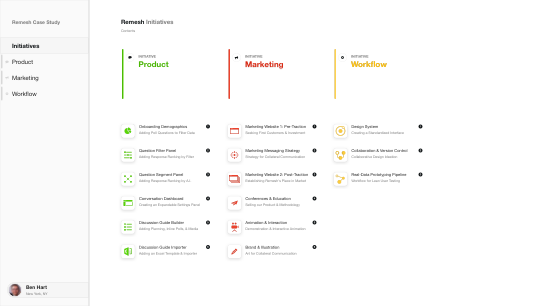 Remesh Case Study
Initiatives
Product
Marketing
Workflow
Ben Hart
New York, NY
Remesh Initiatives
Contents
INITIATIVE
Product
INITIATIVE
Marketing
INITIATIVE
Workflow
Onboarding Demographics
Adding Poll Questions to Filter Data
Question Filter Panel
Adding Response Ranking by Filter
Question Segment Panel
Adding Response Ranking by A/I
Conversation Dashboard
Creating an Expandable Settings Panel
Discussion Guide Builder
Adding Planning, Inline Polls, & Media
Discussion Guide Importer
Adding an Excel Template & Importer
Marketing Website 1: Pre-Traction
Seeking First Customers & Investment
Marketing Messaging Strategy
Strategy for Collateral/Communication
Marketing Website 2: Post-Traction
Establishing Remesh's Place in Market
Conferences & Education
Selling our Product & Methodology
Animation & Interaction
Demonstration & Interactive Animation
Brand & Illustration
Art for Collateral Communication
Design System
Creating a Standardized Interface
Collaboration & Version Control
Collaborative Design Models
Real-Data Prototyping Pipeline
Workflow for Lean User Testing